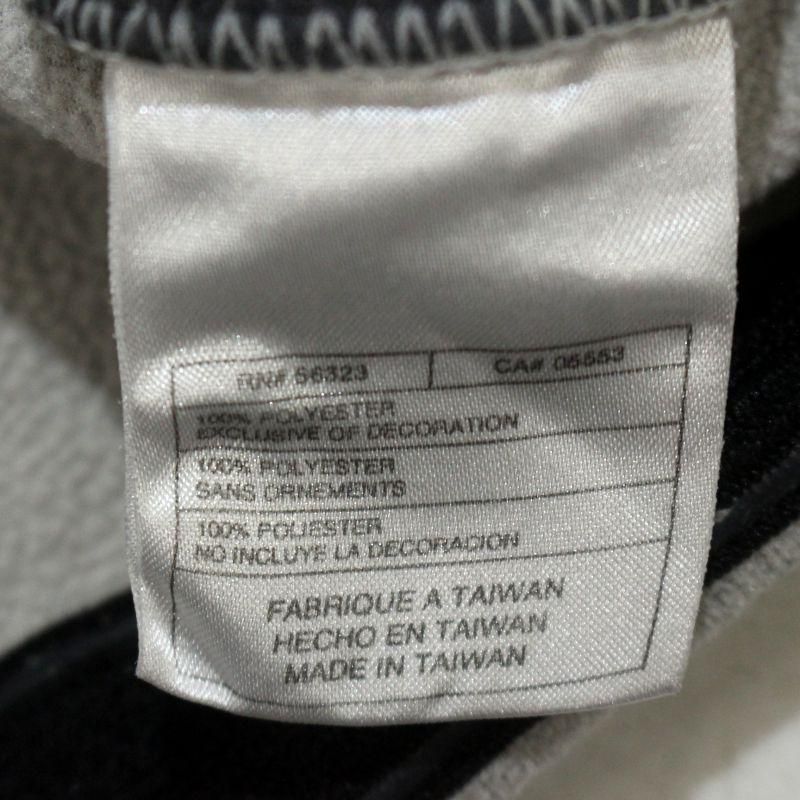 RN# 56323 CA# 05553
100% POLYESTER
EXCLUSIVE OF DECORATION
100% POLYESTER
SANS ORNEMENTS
100% POLIESTER
NO INCLUYE LA DECORACION
FABRIQUE A TAIWAN
HECHO EN TAIWAN
MADE IN TAIWAN